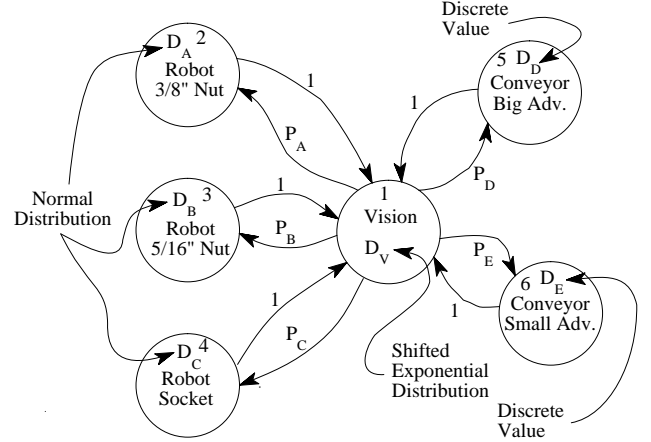 D_A 2
Robot
3/8" Nut
1
P_A
Normal
Distribution
D_B 3
Robot
5/16" Nut
1
P_B
D_C 4
Robot
Socket
1
P_C
1
Vision
D_V
Shifted
Exponential
Distribution
Discrete
Value
5 D_D
Conveyor
Big Adv.
1
P_D
P_E
1
6 D_E
Conveyor
Small Adv.
Discrete
Value